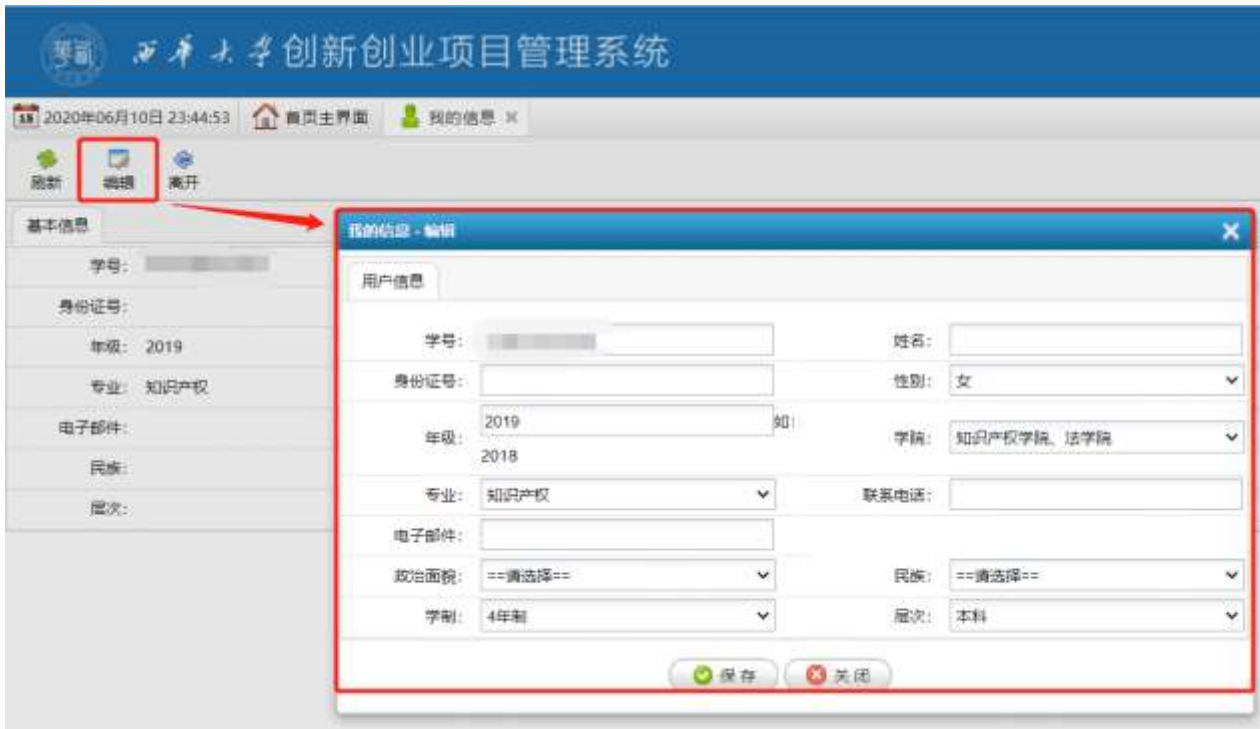 西华大学创新创业项目管理系统
2020年06月10日 23:44:53 首页主界面 我的信息
刷新 编辑 离开
基本信息
学号:
身份证号:
年级: 2019
专业: 知识产权
电子邮件:
民族:
层次:
我的信息 - 编辑
用户信息
学号: 姓名:
身份证号: 性别: 女
年级: 2019 如:
2018 学院: 知识产权学院、法学院
专业: 知识产权 联系电话:
电子邮件:
政治面貌: ==请选择== 民族: ==请选择==
学制: 4年制 层次: 本科
保存 关闭